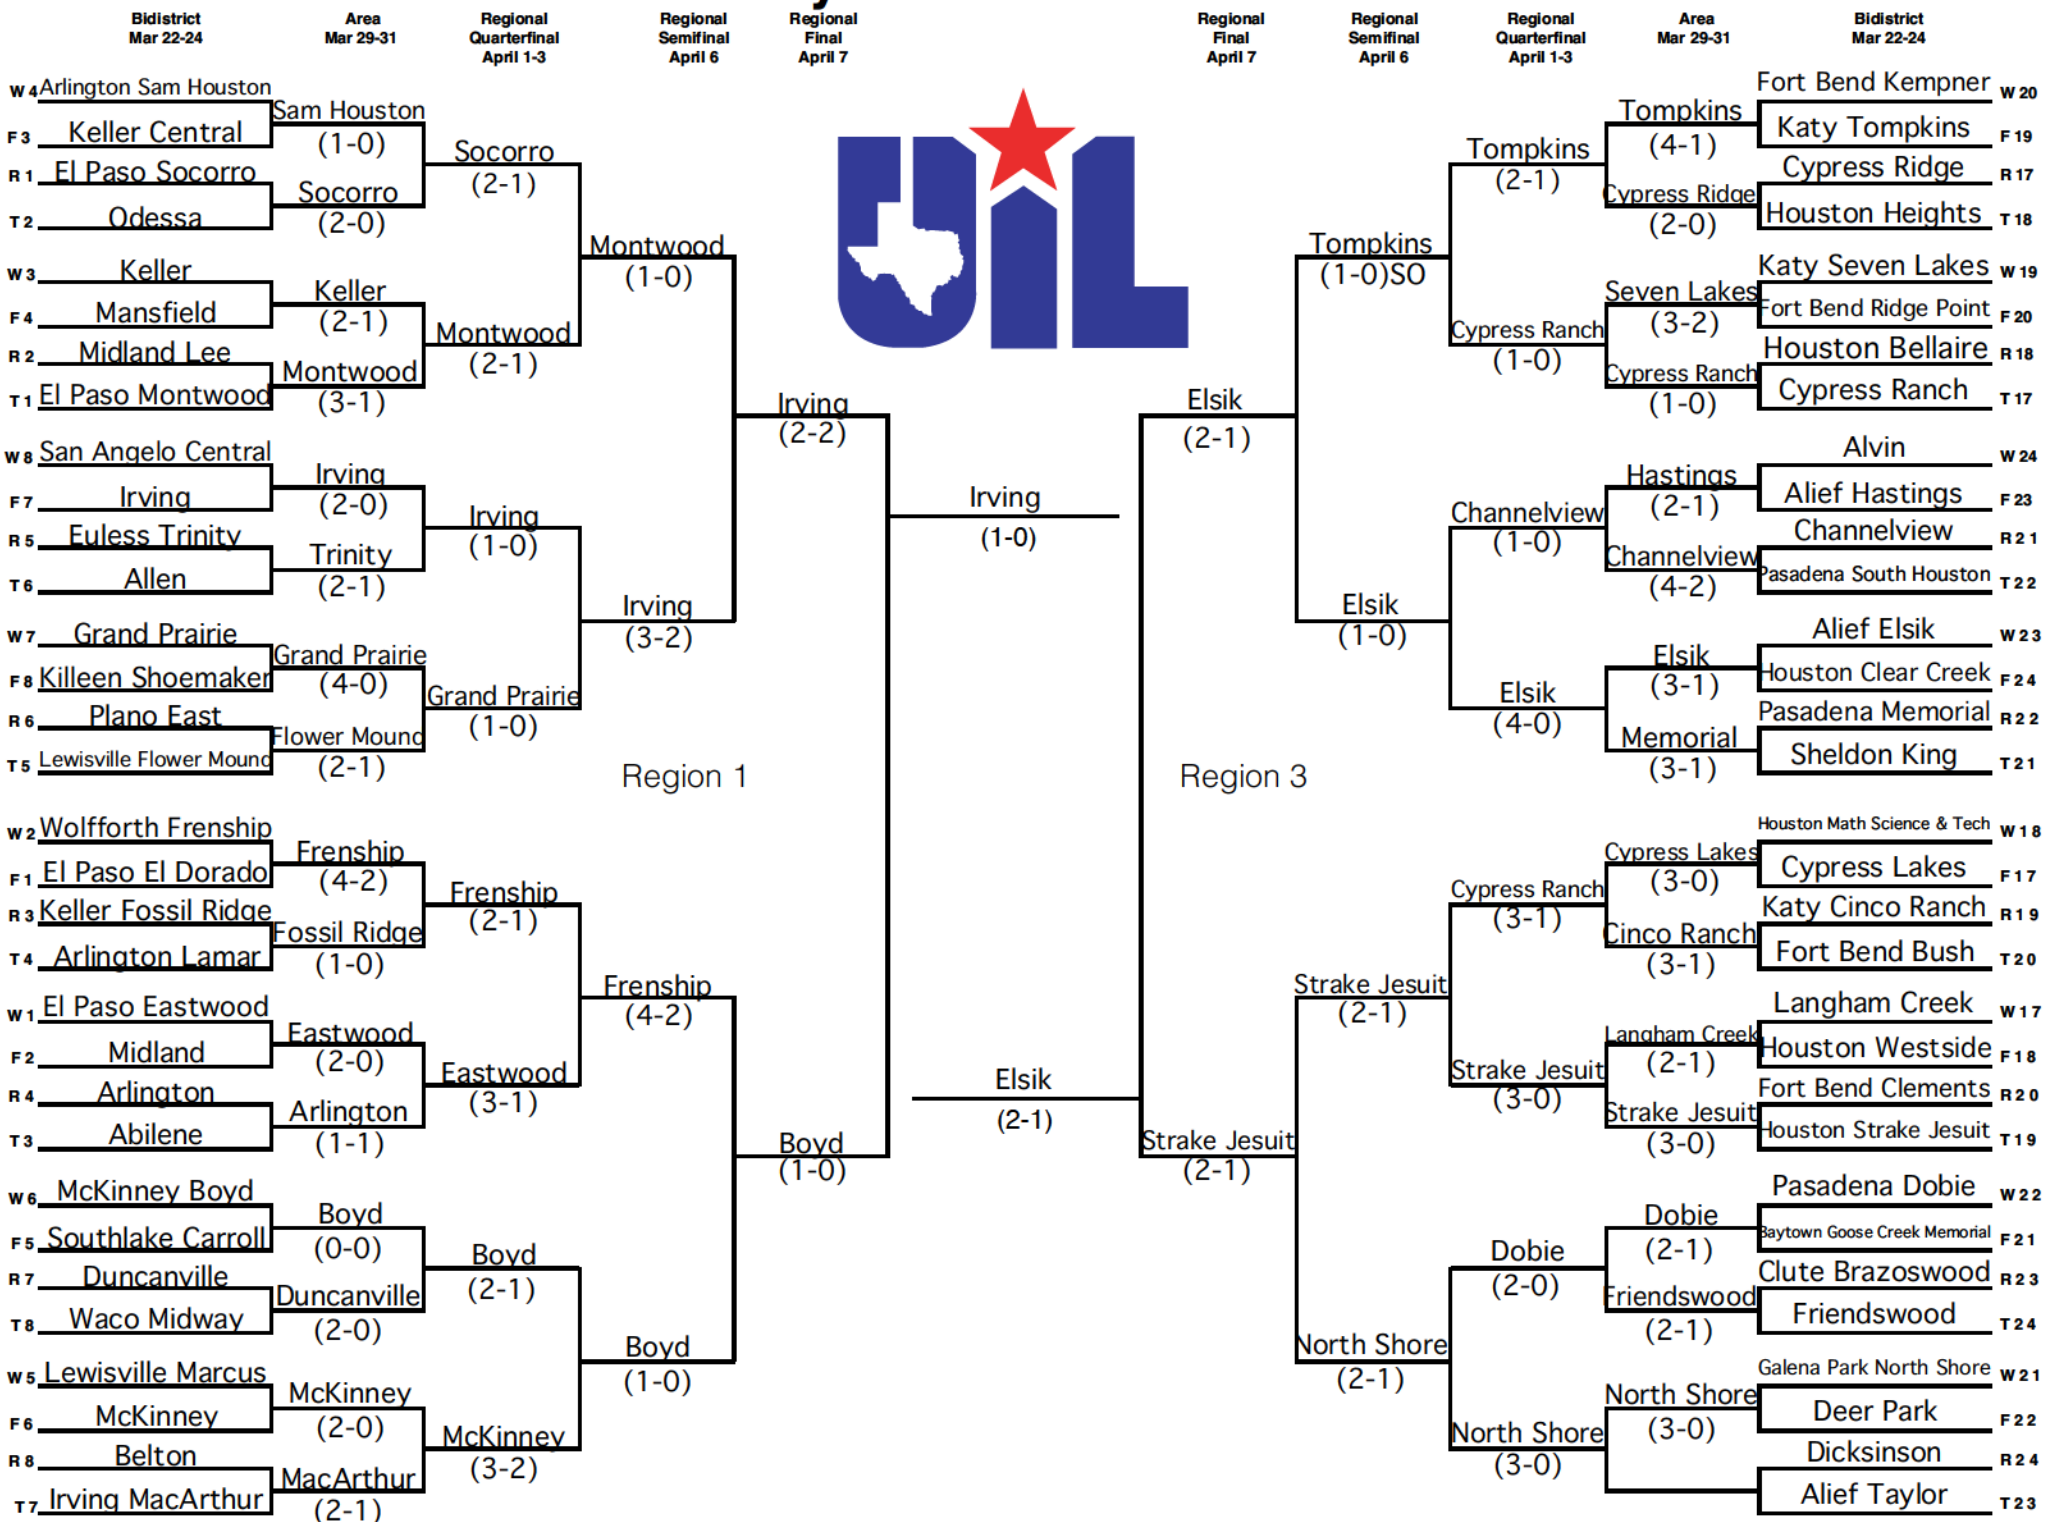 y
Bidistrict
Mar 22-24
Area
Mar 29-31
Regional
Quarterfinal
April 1-3
Regional
Semifinal
April 6
Regional
Final
April 7
Regional
Final
April 7
Regional
Semifinal
April 6
Regional
Quarterfinal
April 1-3
Area
Mar 29-31
Bidistrict
Mar 22-24
UIL
W 4 Arlington Sam Houston
F 3 Keller Central
R 1 El Paso Socorro
T 2 Odessa
W 3 Keller
F 4 Mansfield
R 2 Midland Lee
T 1 El Paso Montwood
W 8 San Angelo Central
F 7 Irving
R 5 Euless Trinity
T 6 Allen
W 7 Grand Prairie
F 8 Killeen Shoemaker
R 6 Plano East
T 5 Lewisville Flower Mound
W 2 Wolfforth Frenship
F 1 El Paso El Dorado
R 3 Keller Fossil Ridge
T 4 Arlington Lamar
W 1 El Paso Eastwood
F 2 Midland
R 4 Arlington
T 3 Abilene
W 6 McKinney Boyd
F 5 Southlake Carroll
R 7 Duncanville
T 8 Waco Midway
W 5 Lewisville Marcus
F 6 McKinney
R 8 Belton
T 7 Irving MacArthur
Sam Houston
(1-0)
Socorro
(2-0)
Keller
(2-1)
Montwood
(3-1)
Irving
(2-0)
Trinity
(2-1)
Grand Prairie
(4-0)
Flower Mound
(2-1)
Frenship
(4-2)
Fossil Ridge
(1-0)
Eastwood
(2-0)
Arlington
(1-1)
Boyd
(0-0)
Duncanville
(2-0)
McKinney
(2-0)
MacArthur
(2-1)
Socorro
(2-1)
Montwood
(2-1)
Irving
(1-0)
Grand Prairie
(1-0)
Frenship
(2-1)
Eastwood
(3-1)
Boyd
(2-1)
McKinney
(3-2)
Montwood
(1-0)
Irving
(3-2)
Region 1
Frenship
(4-2)
Boyd
(1-0)
Irving
(2-2)
Boyd
(1-0)
Irving
(1-0)
Elsik
(2-1)
Elsik
(2-1)
Strake Jesuit
(2-1)
Region 3
Tompkins
(1-0)SO
Elsik
(1-0)
Strake Jesuit
(2-1)
North Shore
(2-1)
Tompkins
(2-1)
Cypress Ranch
(1-0)
Channelview
(1-0)
Elsik
(4-0)
Cypress Ranch
(3-1)
Strake Jesuit
(3-0)
Dobie
(2-0)
North Shore
(3-0)
Tompkins
(4-1)
Cypress Ridge
(2-0)
Seven Lakes
(3-2)
Cypress Ranch
(1-0)
Hastings
(2-1)
Channelview
(4-2)
Elsik
(3-1)
Memorial
(3-1)
Cypress Lakes
(3-0)
Cinco Ranch
(3-1)
Langham Creek
(2-1)
Strake Jesuit
(3-0)
Dobie
(2-1)
Friendswood
(2-1)
North Shore
(3-0)
Fort Bend Kempner W 20
Katy Tompkins F 19
Cypress Ridge R 17
Houston Heights T 18
Katy Seven Lakes W 19
Fort Bend Ridge Point F 20
Houston Bellaire R 18
Cypress Ranch T 17
Alvin W 24
Alief Hastings F 23
Channelview R 21
Pasadena South Houston T 22
Alief Elsik W 23
Houston Clear Creek F 24
Pasadena Memorial R 22
Sheldon King T 21
Houston Math Science & Tech W 18
Cypress Lakes F 17
Katy Cinco Ranch R 19
Fort Bend Bush T 20
Langham Creek W 17
Houston Westside F 18
Fort Bend Clements R 20
Houston Strake Jesuit T 19
Pasadena Dobie W 22
Baytown Goose Creek Memorial F 21
Clute Brazoswood R 23
Friendswood T 24
Galena Park North Shore W 21
Deer Park F 22
Dicksinson R 24
Alief Taylor T 23